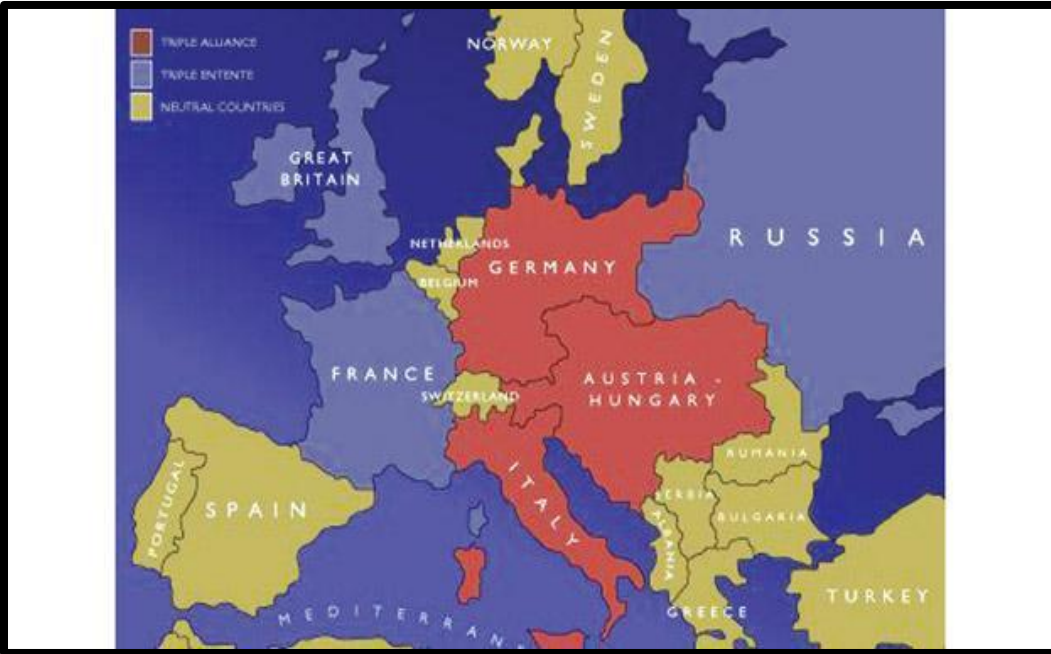 TRIPLE ALLIANCE
TRIPLE ENTENTE
NEUTRAL COUNTRIES
NORWAY
SWEDEN
GREAT
BRITAIN
RUSSIA
NETHERLANDS
GERMANY
BELGIUM
FRANCE
SWITZERLAND
AUSTRIA -
HUNGARY
RUMANIA
ITALY
SERBIA
PORTUGAL
SPAIN
BULGARIA
ALBANIA
TURKEY
GREECE
MEDITERRAN